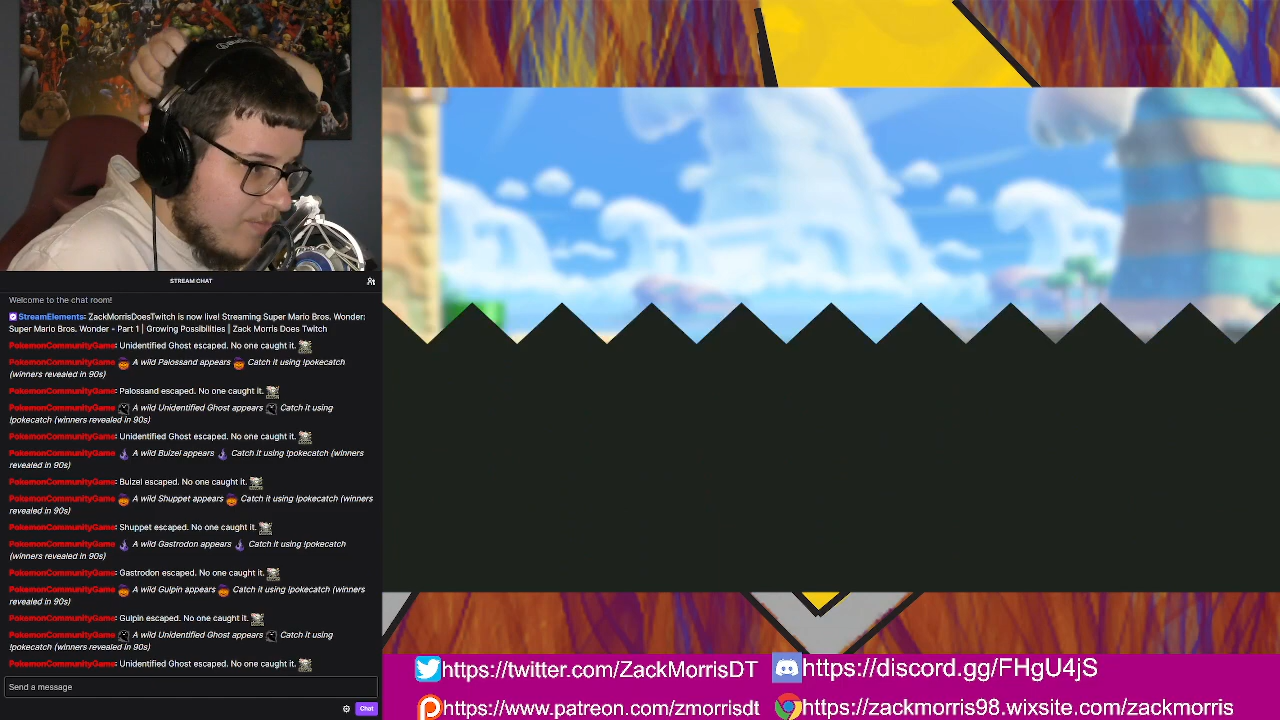 STREAM CHAT
Welcome to the chat room!
StreamElements: ZackMorrisDoesTwitch is now live! Streaming Super Mario Bros. Wonder:
Super Mario Bros. Wonder - Part 1 | Growing Possibilities || Zack Morris Does Twitch
PokemonCommunityGame: Unidentified Ghost escaped. No one caught it.
PokemonCommunityGame: A wild Palossand appears Catch it using !pokecatch
(winners revealed in 90s)
PokemonCommunityGame: Palossand escaped. No one caught it.
PokemonCommunityGame: A wild Unidentified Ghost appears Catch it using
!pokecatch (winners revealed in 90s)
PokemonCommunityGame: Unidentified Ghost escaped. No one caught it.
PokemonCommunityGame: A wild Buizel appears Catch it using !pokecatch (winners
revealed in 90s)
PokemonCommunityGame: Buizel escaped. No one caught it.
PokemonCommunityGame: A wild Shuppet appears Catch it using !pokecatch (winners
revealed in 90s)
PokemonCommunityGame: Shuppet escaped. No one caught it.
PokemonCommunityGame: A wild Gastrodon appears Catch it using !pokecatch
(winners revealed in 90s)
PokemonCommunityGame: Gastrodon escaped. No one caught it.
PokemonCommunityGame: A wild Gulpin appears Catch it using !pokecatch (winners
revealed in 90s)
PokemonCommunityGame: Gulpin escaped. No one caught it.
PokemonCommunityGame: A wild Unidentified Ghost appears Catch it using
!pokecatch (winners revealed in 90s)
PokemonCommunityGame: Unidentified Ghost escaped. No one caught it.
Send a message
Chat
https://twitter.com/ZackMorrisDT
https://discord.gg/FHgU4jS
https://www.patreon.com/zmorrisdt
https://zackmorris98.wixsite.com/zackmorris